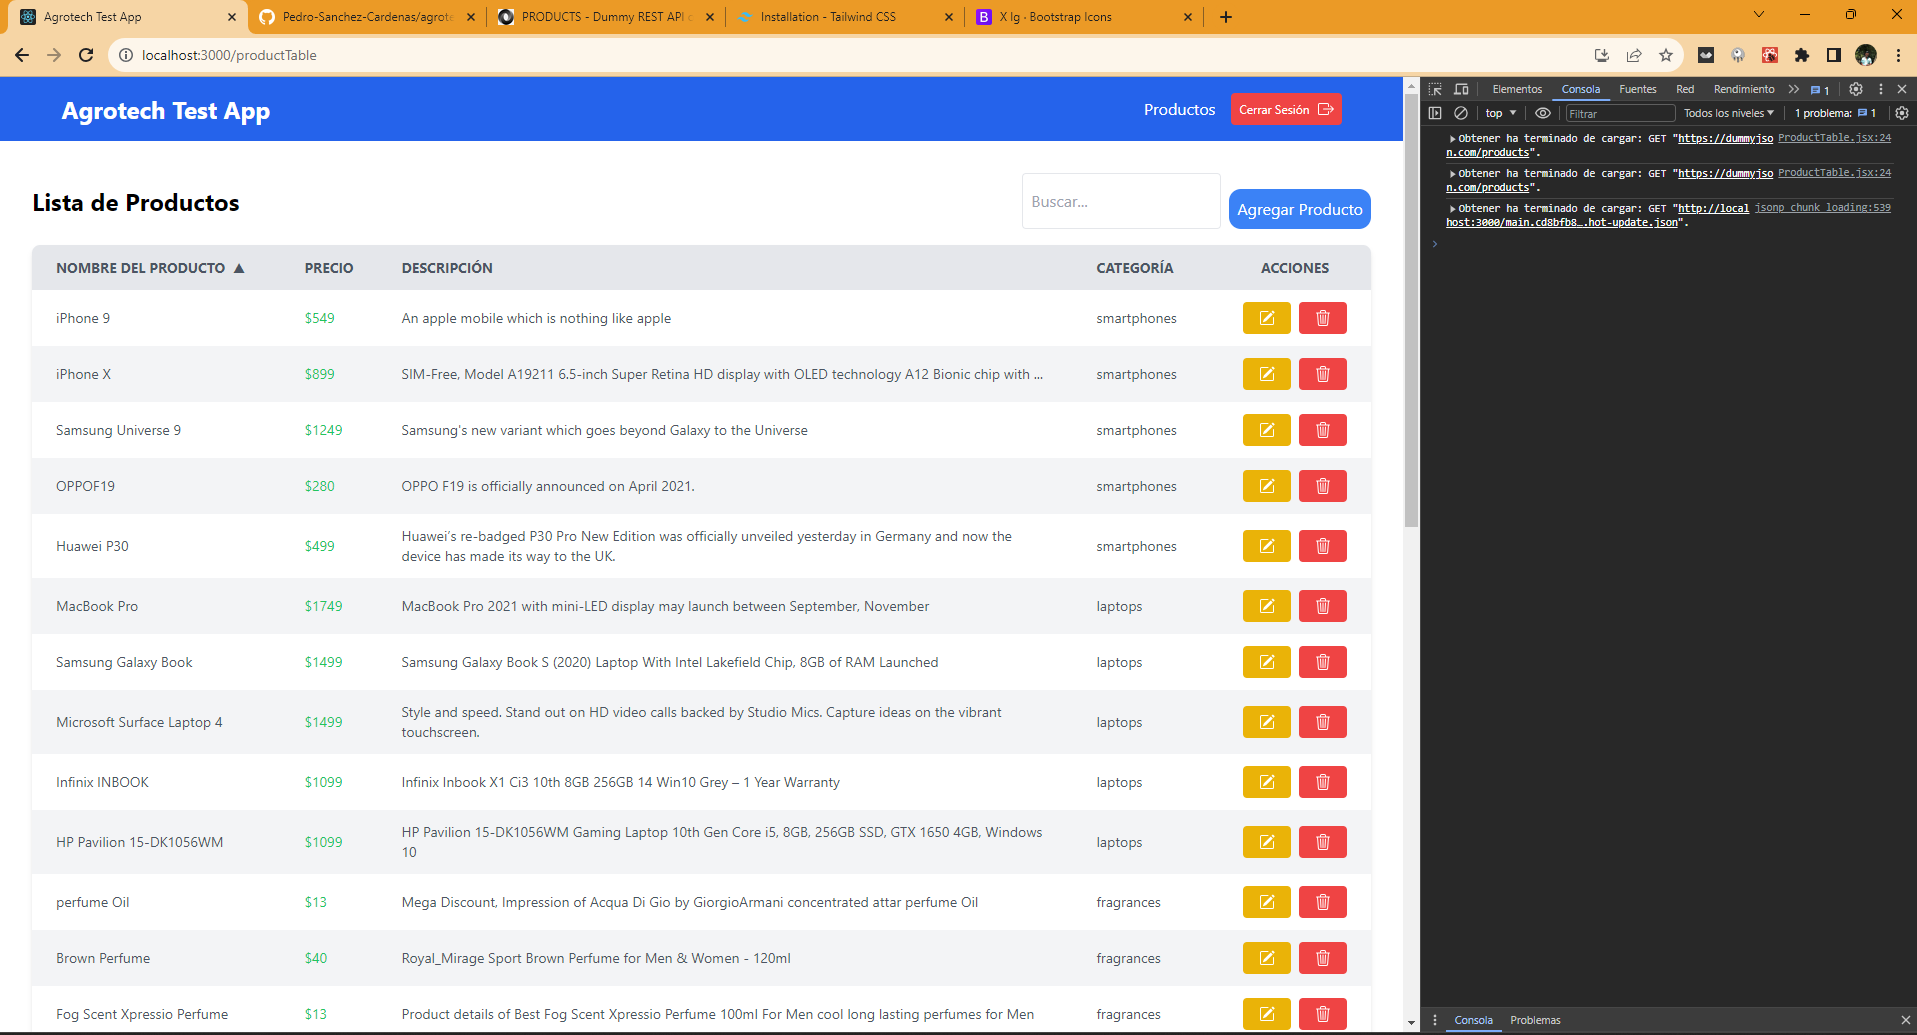 Agrotech Test App
Pedro-Sanchez-Cardenas/agrote
PRODUCTS - Dummy REST API
Installation - Tailwind CSS
X lg · Bootstrap Icons
localhost:3000/productTable
Agrotech Test App
Productos
Cerrar Sesión
Lista de Productos
Buscar...
Agregar Producto
NOMBRE DEL PRODUCTO ▲ PRECIO DESCRIPCIÓN CATEGORÍA ACCIONES
iPhone 9 $549 An apple mobile which is nothing like apple smartphones
iPhone X $899 SIM-Free, Model A19211 6.5-inch Super Retina HD display with OLED technology A12 Bionic chip with ... smartphones
Samsung Universe 9 $1249 Samsung's new variant which goes beyond Galaxy to the Universe smartphones
OPPOF19 $280 OPPO F19 is officially announced on April 2021. smartphones
Huawei P30 $499 Huawei's re-badged P30 Pro New Edition was officially unveiled yesterday in Germany and now the smartphones
device has made its way to the UK.
MacBook Pro $1749 MacBook Pro 2021 with mini-LED display may launch between September, November laptops
Samsung Galaxy Book $1499 Samsung Galaxy Book S (2020) Laptop With Intel Lakefield Chip, 8GB of RAM Launched laptops
Microsoft Surface Laptop 4 $1499 Style and speed. Stand out on HD video calls backed by Studio Mics. Capture ideas on the vibrant laptops
touchscreen.
Infinix INBOOK $1099 Infinix Inbook X1 Ci3 10th 8GB 256GB 14 Win10 Grey – 1 Year Warranty laptops
HP Pavilion 15-DK1056WM $1099 HP Pavilion 15-DK1056WM Gaming Laptop 10th Gen Core i5, 8GB, 256GB SSD, GTX 1650 4GB, Windows laptops
10
perfume Oil $13 Mega Discount, Impression of Acqua Di Gio by GiorgioArmani concentrated attar perfume Oil fragrances
Brown Perfume $40 Royal_Mirage Sport Brown Perfume for Men & Women - 120ml fragrances
Fog Scent Xpressio Perfume $13 Product details of Best Fog Scent Xpressio Perfume 100ml For Men cool long lasting perfumes for Men fragrances
Elementos Consola Fuentes Red Rendimiento 1
top Filtrar Todos los niveles 1 problema: 1
Obtener ha terminado de cargar: GET "https://dummyjso ProductTable.jsx:24
n.com/products".
Obtener ha terminado de cargar: GET "https://dummyjso ProductTable.jsx:24
n.com/products".
Obtener ha terminado de cargar: GET "http://local jsonp chunk loading:539
host:3000/main.cd8bfb8….hot-update.json".
Consola Problemas